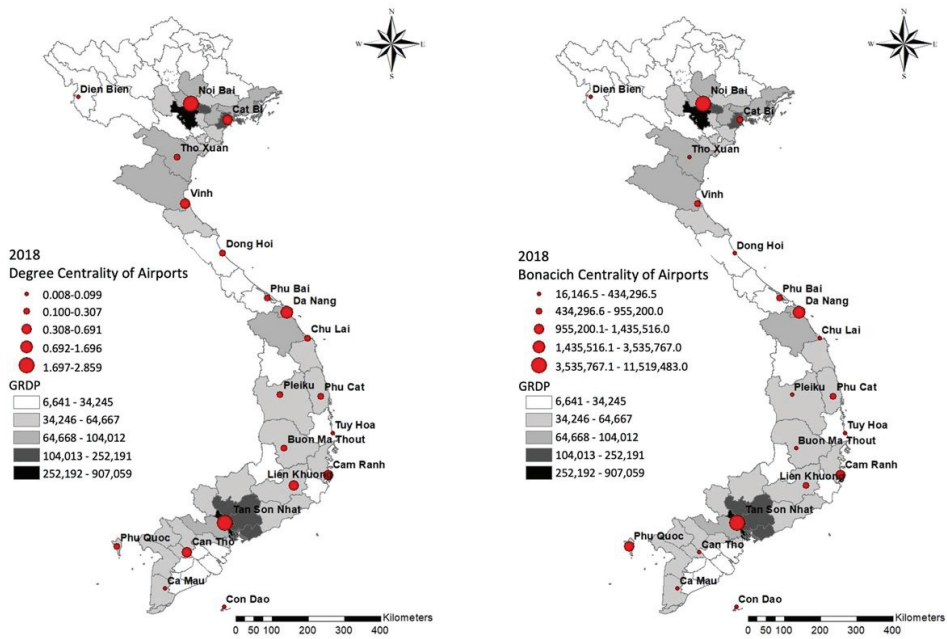 N
W E
S
Dien Bien
Noi Bai
Cat Bi
Tho Xuan
Vinh
Dong Hoi
2018
Degree Centrality of Airports
0.008-0.099
0.100-0.307
0.308-0.691
0.692-1.696
1.697-2.859
GRDP
6,641 - 34,245
34,246 - 64,667
64,668 - 104,012
104,013 - 252,191
252,192 - 907,059
Phu Bai
Da Nang
Chu Lai
Pleiku
Phu Cat
Tuy Hoa
Buon Ma Thout
Cam Ranh
Lien Khuong
Tan Son Nhat
Phu Quoc
Can Tho
Ca Mau
Con Dao
Kilometers
0 50 100 200 300 400
N
W E
S
Dien Bien
Noi Bai
Cat Bi
Tho Xuan
Vinh
Dong Hoi
2018
Bonacich Centrality of Airports
16,146.5 - 434,296.5
434,296.6 - 955,200.0
955,200.1- 1,435,516.0
1,435,516.1 - 3,535,767.0
3,535,767.1 - 11,519,483.0
GRDP
6,641 - 34,245
34,246 - 64,667
64,668 - 104,012
104,013 - 252,191
252,192 - 907,059
Phu Bai
Da Nang
Chu Lai
Pleiku
Phu Cat
Tuy Hoa
Buon Ma Thout
Cam Ranh
Lien Khuong
Tan Son Nhat
Phu Quoc
Can Tho
Ca Mau
Con Dao
Kilometers
0 50 100 200 300 400